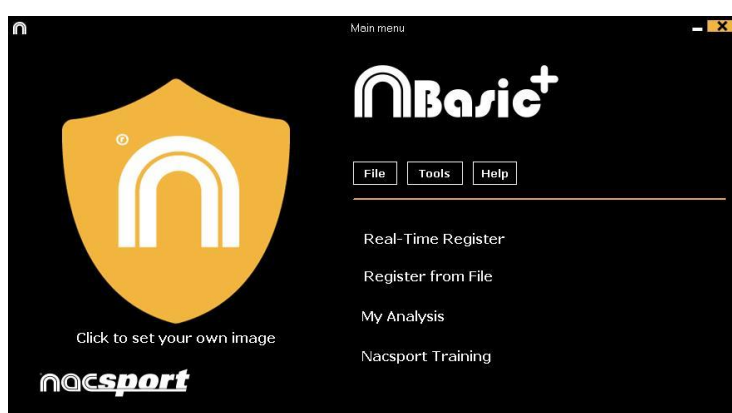 Main menu
nBasic+
File Tools Help
Real-Time Register
Register from File
My Analysis
Nacsport Training
n ®
Click to set your own image
nacsport